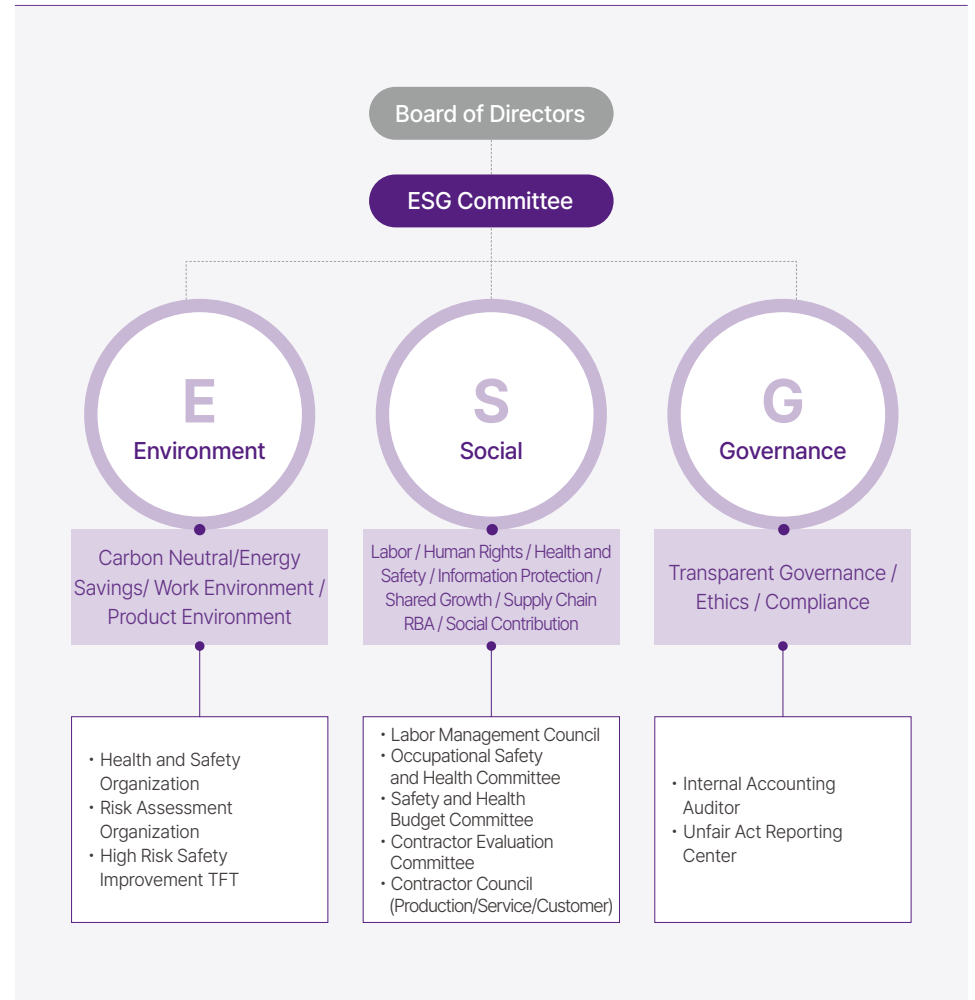 Board of Directors
ESG Committee
E
Environment
Carbon Neutral/Energy
Savings/ Work Environment /
Product Environment
• Health and Safety
Organization
• Risk Assessment
Organization
• High Risk Safety
Improvement TFT
S
Social
Labor / Human Rights / Health and
Safety / Information Protection /
Shared Growth / Supply Chain
RBA / Social Contribution
• Labor Management Council
• Occupational Safety
and Health Committee
• Safety and Health
Budget Committee
• Contractor Evaluation
Committee
• Contractor Council
(Production/Service/Customer)
G
Governance
Transparent Governance /
Ethics / Compliance
• Internal Accounting
Auditor
• Unfair Act Reporting
Center